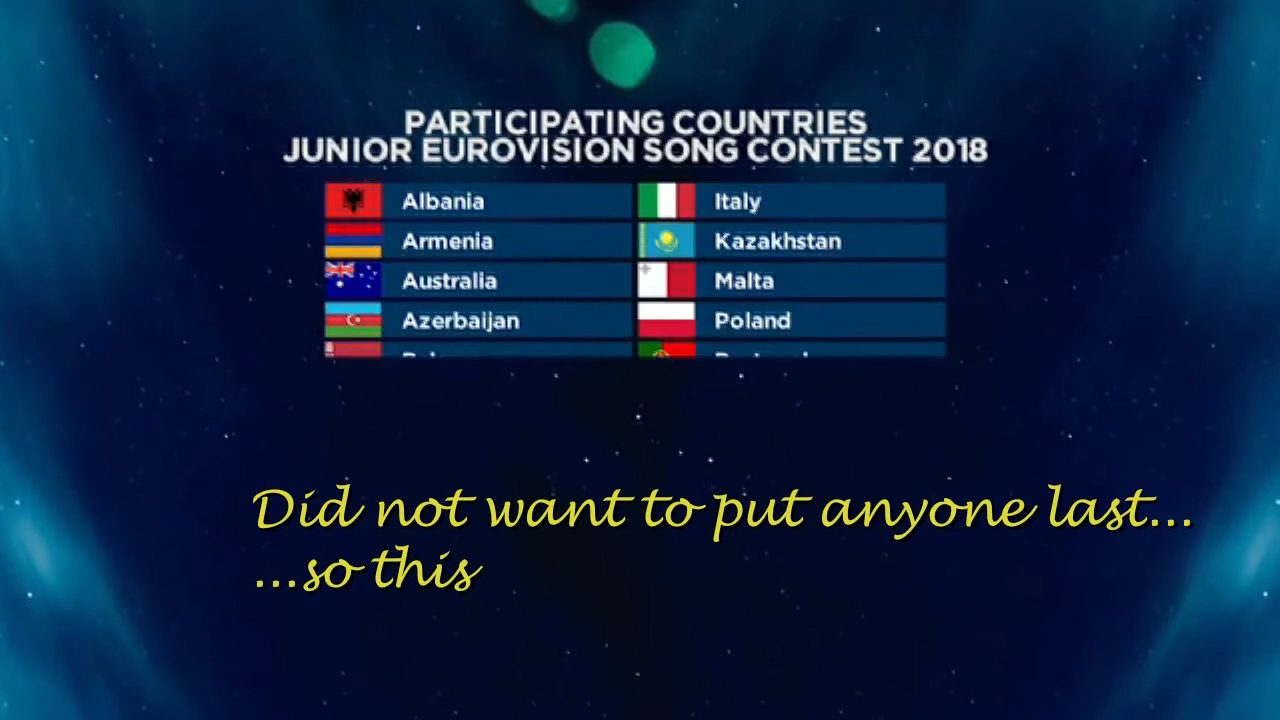 PARTICIPATING COUNTRIES
JUNIOR EUROVISION SONG CONTEST 2018
Albania
Italy
Armenia
Kazakhstan
Australia
Malta
Azerbaijan
Poland
Did not want to put anyone last...
...so this